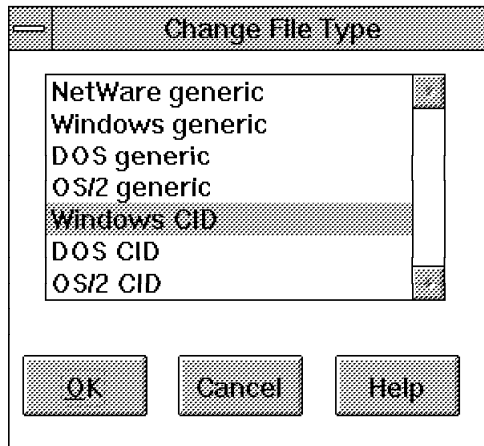 Change File Type
NetWare generic
Windows generic
DOS generic
OS/2 generic
Windows CID
DOS CID
OS/2 CID
OK
Cancel
Help